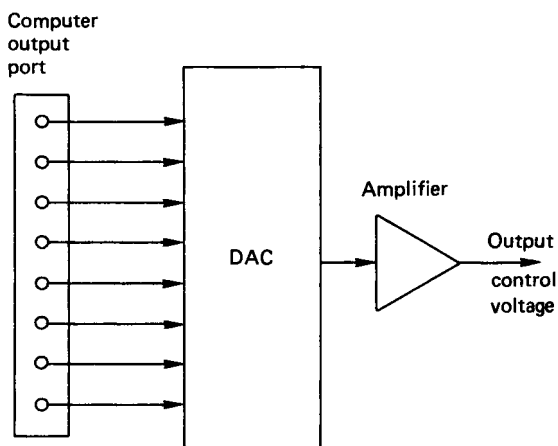 Computer
output
port
DAC
Amplifier
Output
control
voltage